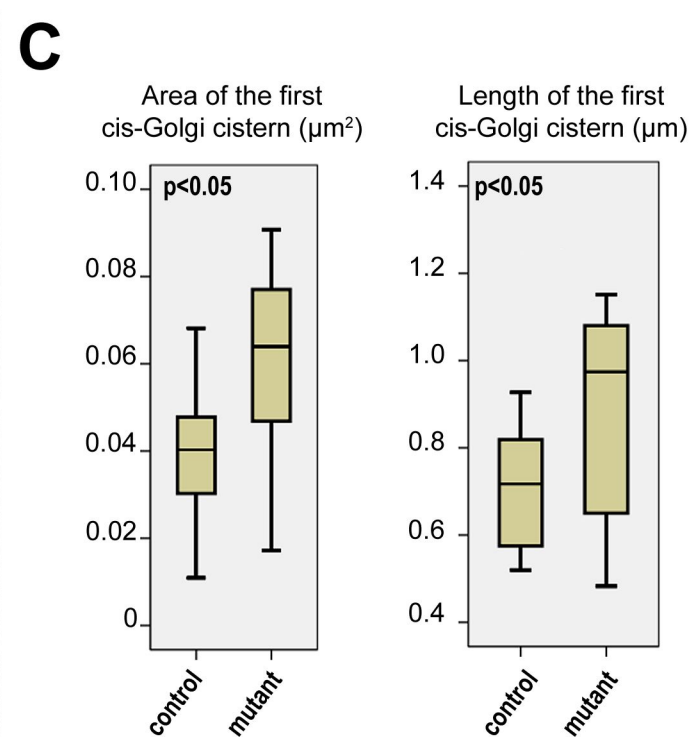 C
Area of the first
cis-Golgi cistern (µm²)
p<0.05
0.10
0.08
0.06
0.04
0.02
0
control
mutant
Length of the first
cis-Golgi cistern (µm)
p<0.05
1.4
1.2
1.0
0.8
0.6
0.4
control
mutant